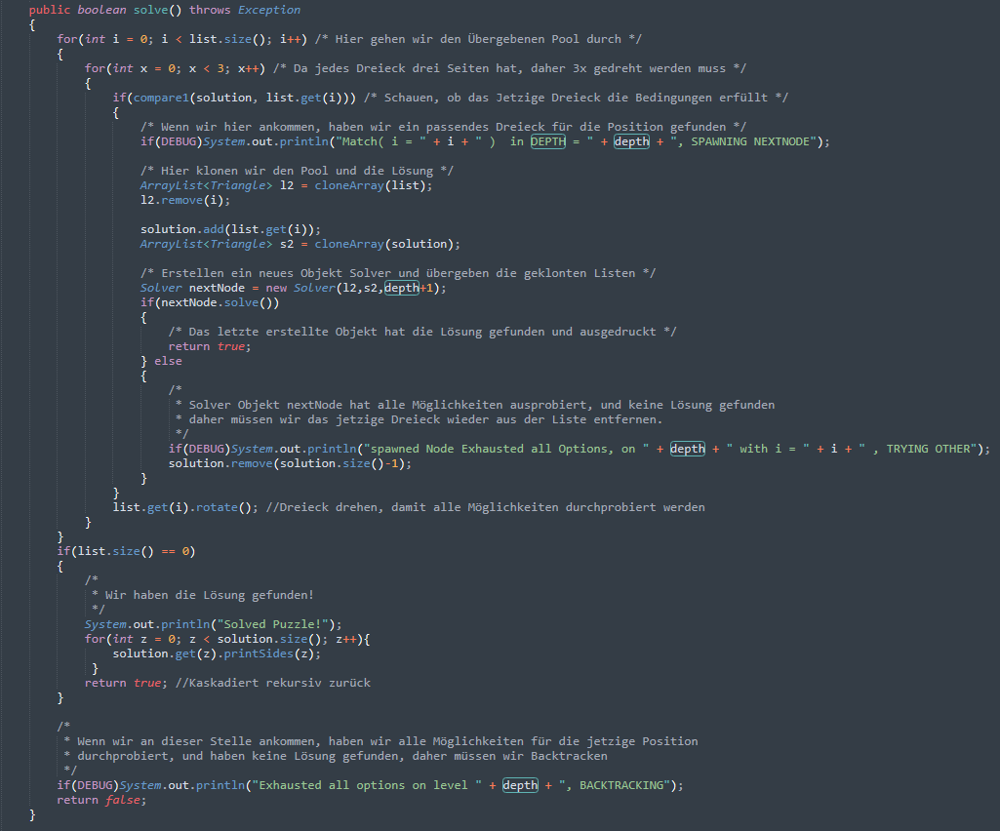 public boolean solve() throws Exception
{
for(int i = 0; i < list.size(); i++) /* Hier gehen wir den Übergebenen Pool durch */
{
for(int x = 0; x < 3; x++) /* Da jedes Dreieck drei Seiten hat, daher 3x gedreht werden muss */
{
if(compare1(solution, list.get(i))) /* Schauen, ob das Jetzige Dreieck die Bedingungen erfüllt */
{
/* Wenn wir hier ankommen, haben wir ein passendes Dreieck für die Position gefunden */
if(DEBUG)System.out.println("Match( i = " + i + " )  in DEPTH = " + depth + ", SPAWNING NEXTNODE");
/* Hier klonen wir den Pool und die Lösung */
ArrayList<Triangle> l2 = cloneArray(list);
l2.remove(i);
solution.add(list.get(i));
ArrayList<Triangle> s2 = cloneArray(solution);
/* Erstellen ein neues Objekt Solver und übergeben die geklonten Listen */
Solver nextNode = new Solver(l2,s2,depth+1);
if(nextNode.solve())
{
/* Das letzte erstellte Objekt hat die Lösung gefunden und ausgedruckt */
return true;
} else
{
/*
* Solver Objekt nextNode hat alle Möglichkeiten ausprobiert, und keine Lösung gefunden
* daher müssen wir das jetzige Dreieck wieder aus der Liste entfernen.
*/
if(DEBUG)System.out.println("spawned Node Exhausted all Options, on " + depth + " with i = " + i + " , TRYING OTHER");
solution.remove(solution.size()-1);
}
}
list.get(i).rotate(); //Dreieck drehen, damit alle Möglichkeiten durchprobiert werden
}
}
if(list.size() == 0)
{
/*
* Wir haben die Lösung gefunden!
*/
System.out.println("Solved Puzzle!");
for(int z = 0; z < solution.size(); z++){
solution.get(z).printSides(z);
}
return true; //Kaskadiert rekursiv zurück
}
/*
* Wenn wir an dieser Stelle ankommen, haben wir alle Möglichkeiten für die jetzige Position
* durchprobiert, und haben keine Lösung gefunden, daher müssen wir Backtracken
*/
if(DEBUG)System.out.println("Exhausted all options on level " + depth + ", BACKTRACKING");
return false;
}